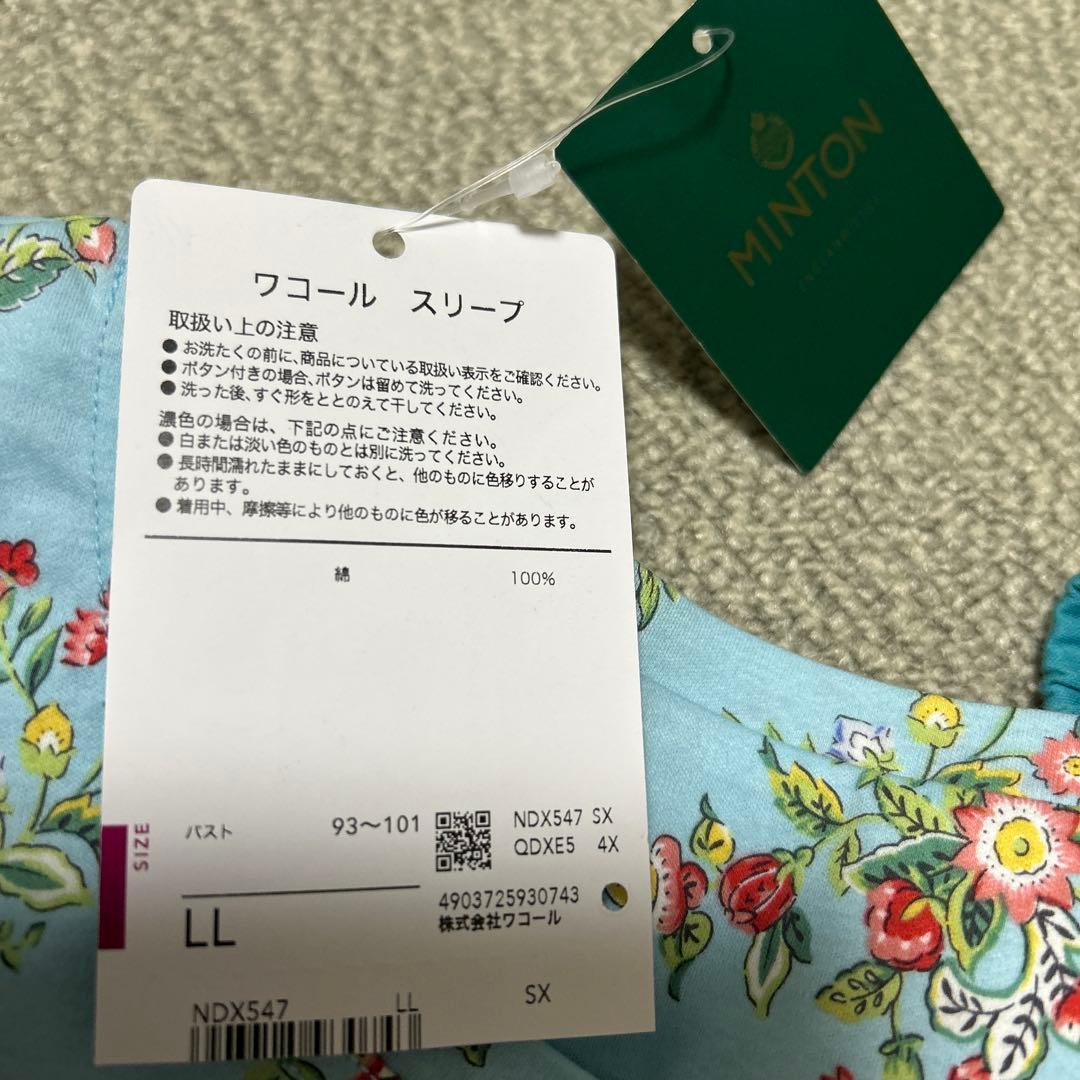 MINTON
ワコール スリープ
取扱い上の注意
● お洗たくの前に、商品についている取扱い表示をご確認ください。
● ボタン付きの場合、ボタンは留めて洗ってください。
● 洗った後、すぐ形をととのえて干してください。
濃色の場合は、下記の点にご注意ください。
● 白または淡い色のものとは別に洗ってください。
● 長時間濡れたままにしておくと、他のものに色移りすることが
あります。
● 着用中、摩擦等により他のものに色が移ることがあります。
綿 100%
SIZE
バスト 93〜101
NDX547 SX
QDXE5 4X
4903725930743
株式会社ワコール
LL
NDX547 LL SX